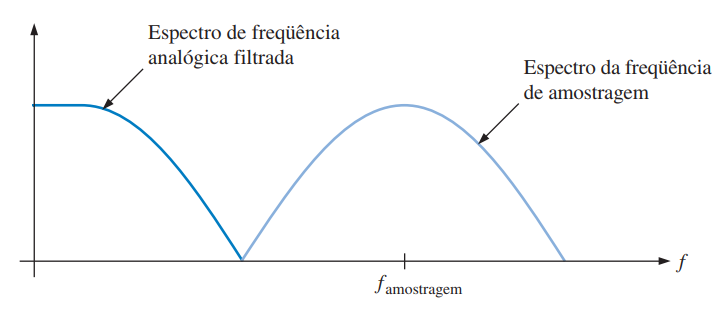 Espectro de freqüência
analógica filtrada
Espectro da freqüência
de amostragem
f
famostragem